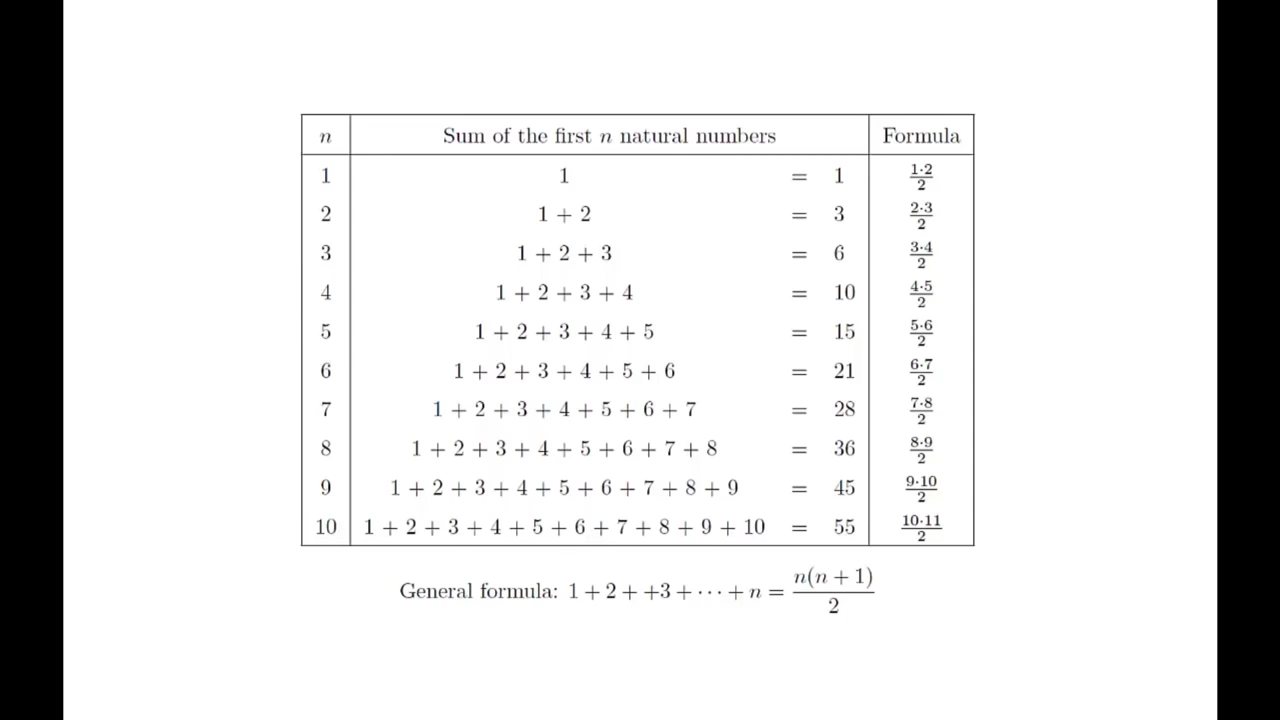 n Sum of the first n natural numbers Formula
1 1 = 1 1·2/2
2 1 + 2 = 3 2·3/2
3 1 + 2 + 3 = 6 3·4/2
4 1 + 2 + 3 + 4 = 10 4·5/2
5 1 + 2 + 3 + 4 + 5 = 15 5·6/2
6 1 + 2 + 3 + 4 + 5 + 6 = 21 6·7/2
7 1 + 2 + 3 + 4 + 5 + 6 + 7 = 28 7·8/2
8 1 + 2 + 3 + 4 + 5 + 6 + 7 + 8 = 36 8·9/2
9 1 + 2 + 3 + 4 + 5 + 6 + 7 + 8 + 9 = 45 9·10/2
10 1 + 2 + 3 + 4 + 5 + 6 + 7 + 8 + 9 + 10 = 55 10·11/2
General formula: 1 + 2 + +3 + · · · + n = n(n + 1)/2